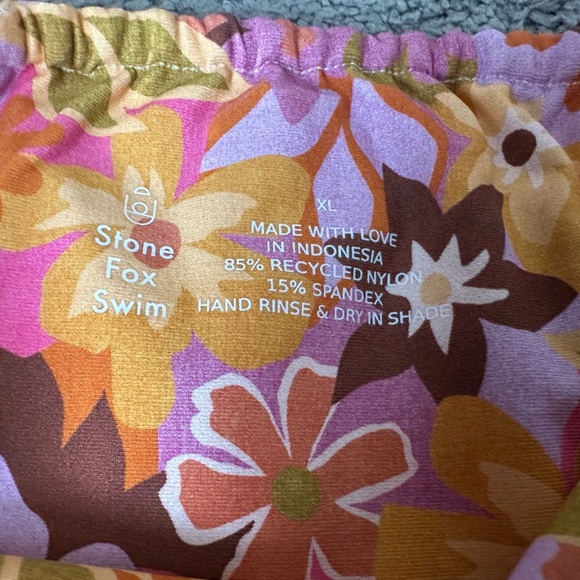 Stone
Fox
Swim
XL
MADE WITH LOVE
IN INDONESIA
85% RECYCLED NYLON
15% SPANDEX
HAND RINSE & DRY IN SHADE